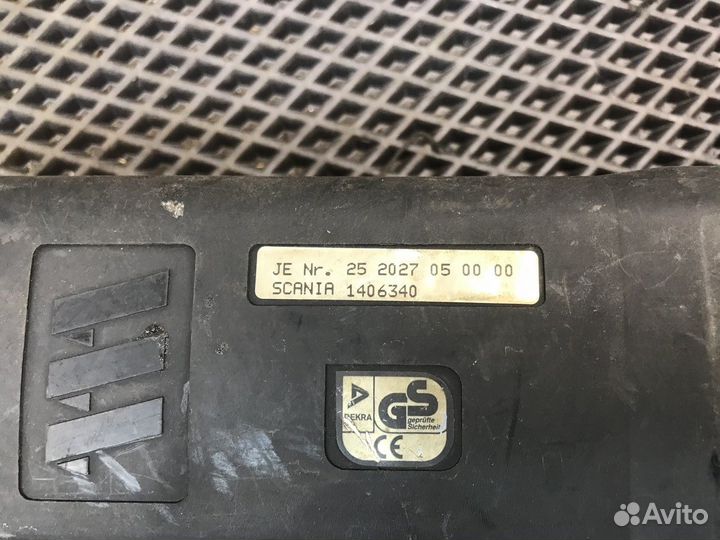 JE Nr. 25 2027 05 00 00
SCANIA 1406340
DEKRA
GS
geprüfte
Sicherheit
CE
Avito